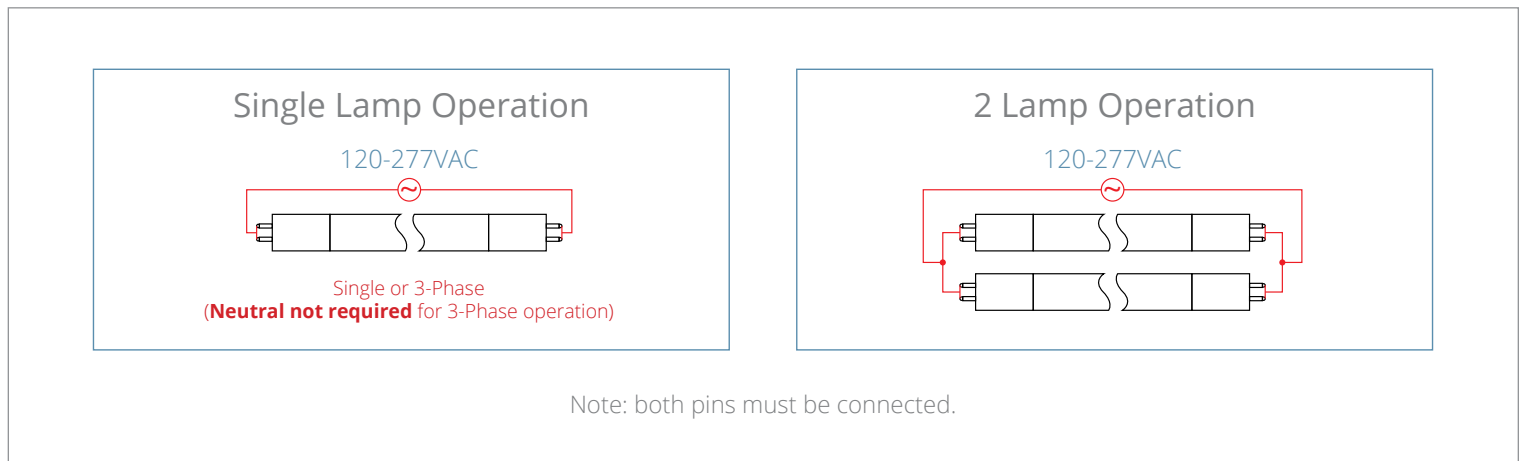 Single Lamp Operation
120-277VAC
Single or 3-Phase
(Neutral not required for 3-Phase operation)
2 Lamp Operation
120-277VAC
Note: both pins must be connected.